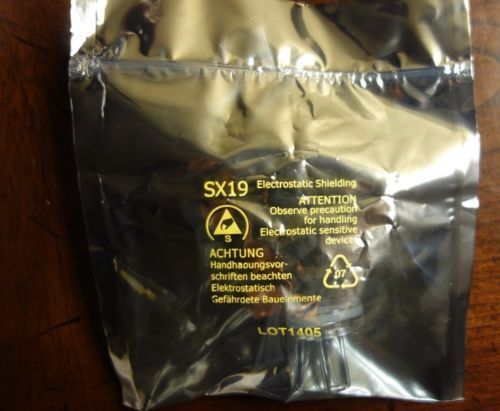 SX19 Electrostatic Shielding
ATTENTION
Observe precaution
for handling
Electrostatic sensitive
devices
S
ACHTUNG
Handhaoungsvor-
schriften beachten
Elektrostatisch
Gefährdete Bauelemente
07
LOT1405